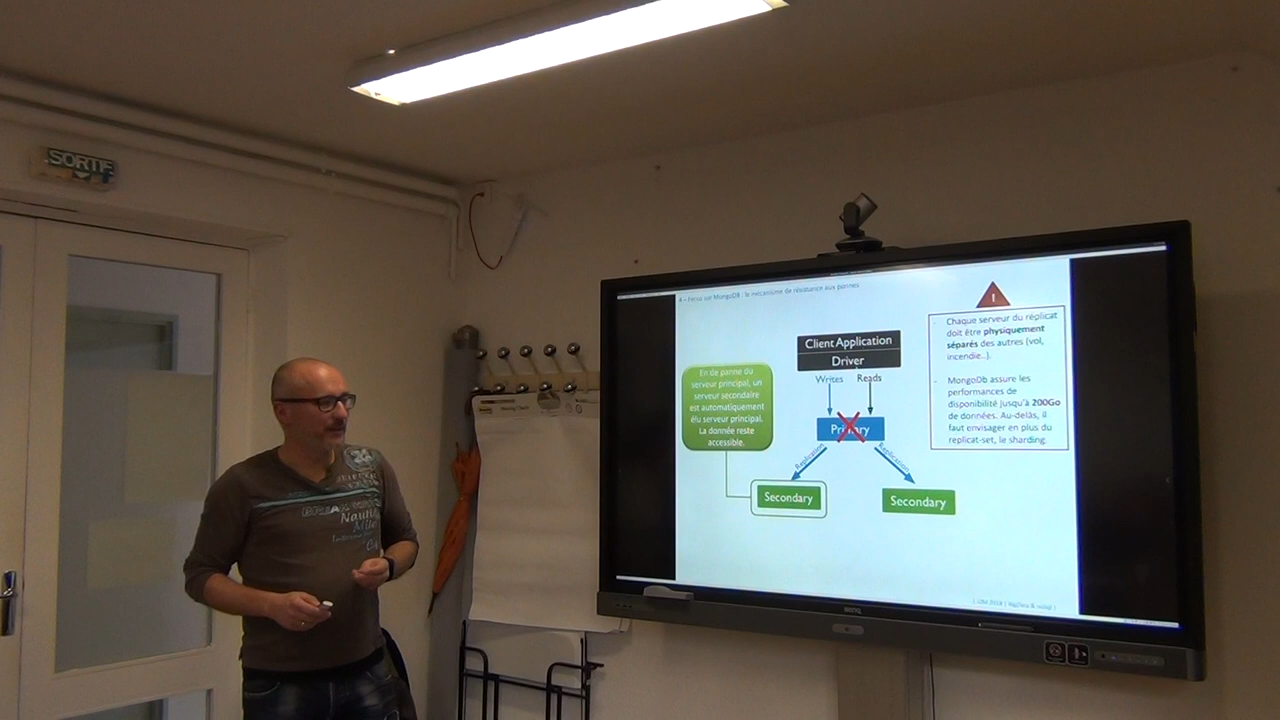 SORTIE
4 – Focus sur MongoDB : le mécanisme de résistance aux pannes
Client Application
Driver
Writes
Reads
Primary
Replication
Replication
Secondary
Secondary
En de panne du
serveur principal, un
serveur secondaire
est automatiquement
élu serveur principal.
La donnée reste
accessible.
!
- Chaque serveur du réplicat
doit être physiquement
séparés des autres (vol,
incendie..).
- MongoDb assure les
performances de
disponibilité jusqu'à 200Go
de données. Au-delàs, il
faut envisager en plus du
replicat-set, le sharding.
BenQ